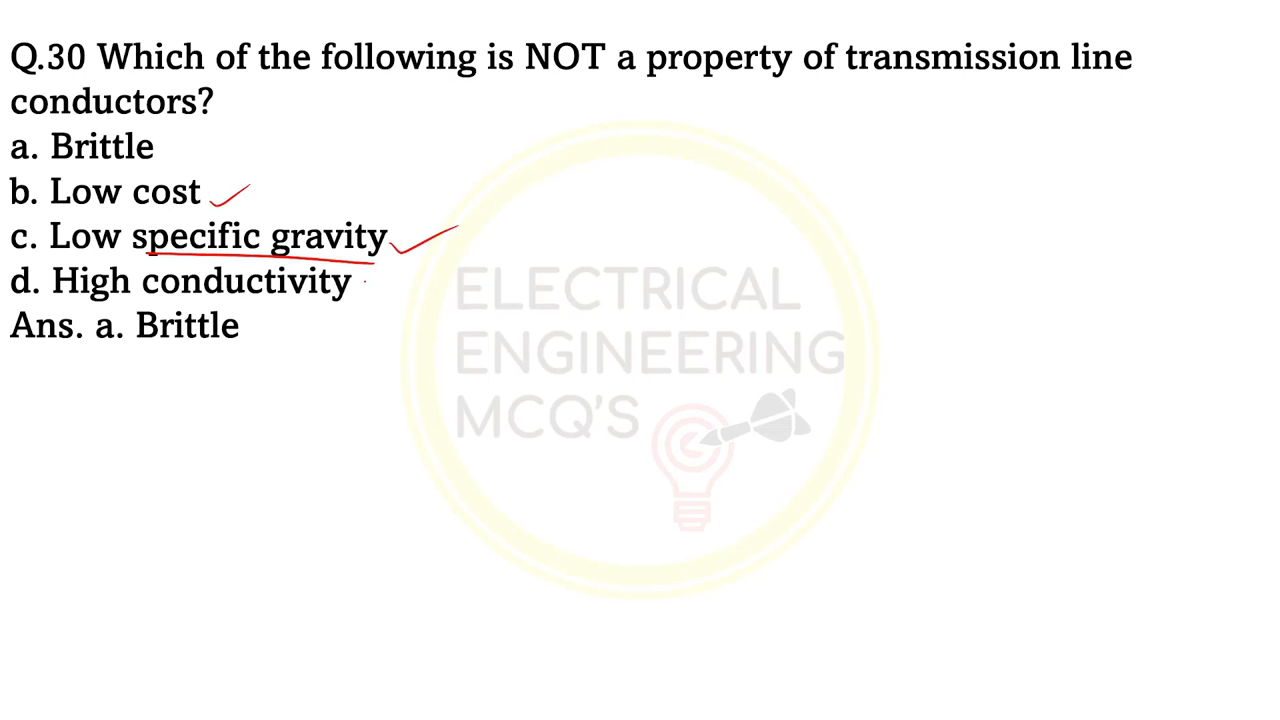 Q.30 Which of the following is NOT a property of transmission line
conductors?
a. Brittle
b. Low cost
c. Low specific gravity
d. High conductivity
Ans. a. Brittle
ELECTRICAL
ENGINEERING
MCQ'S